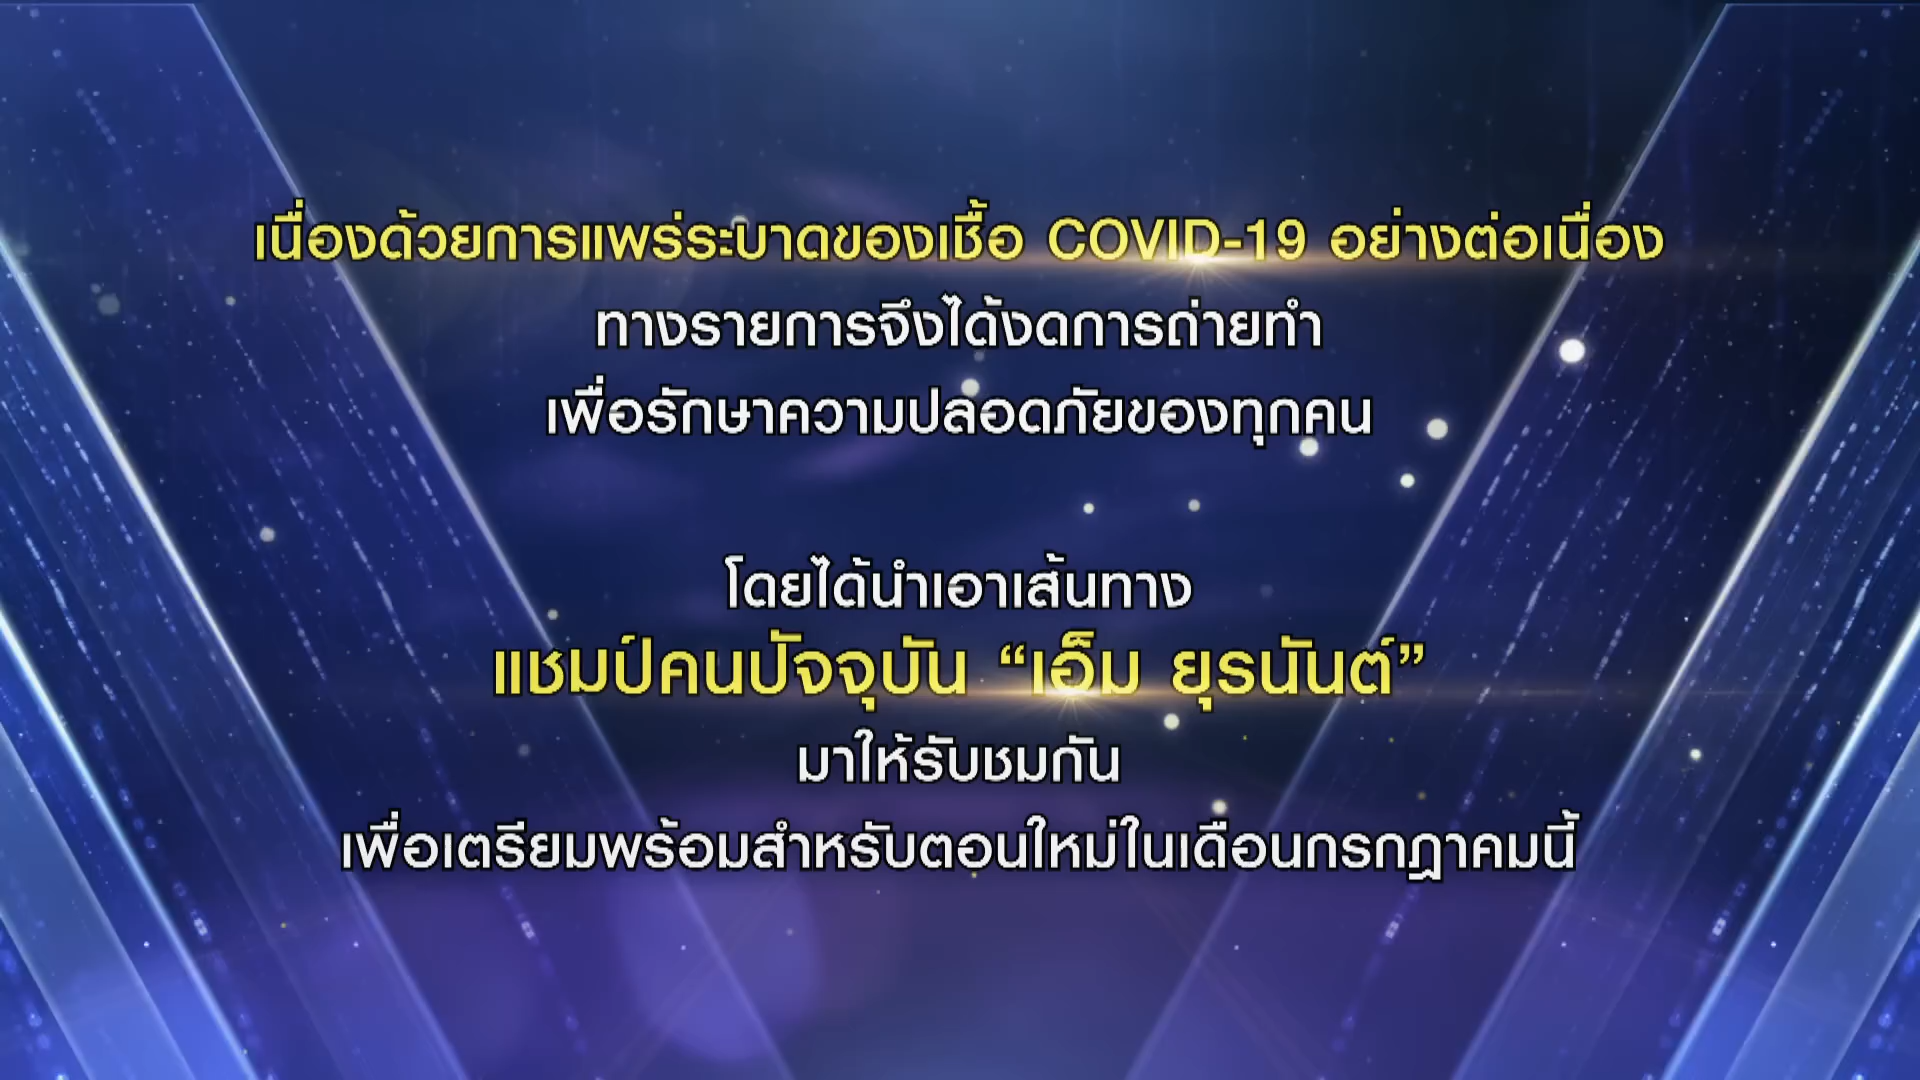 เนื่องด้วยการแพร่ระบาดของเชื้อ COVID-19 อย่างต่อเนื่อง
ทางรายการจึงได้งดการถ่ายทำ
เพื่อรักษาความปลอดภัยของทุกคน
โดยได้นำเอาเส้นทาง
แชมป์คนปัจจุบัน “เอ็ม ยุรนันต์”
มาให้รับชมกัน
เพื่อเตรียมพร้อมสำหรับตอนใหม่ในเดือนกรกฎาคมนี้